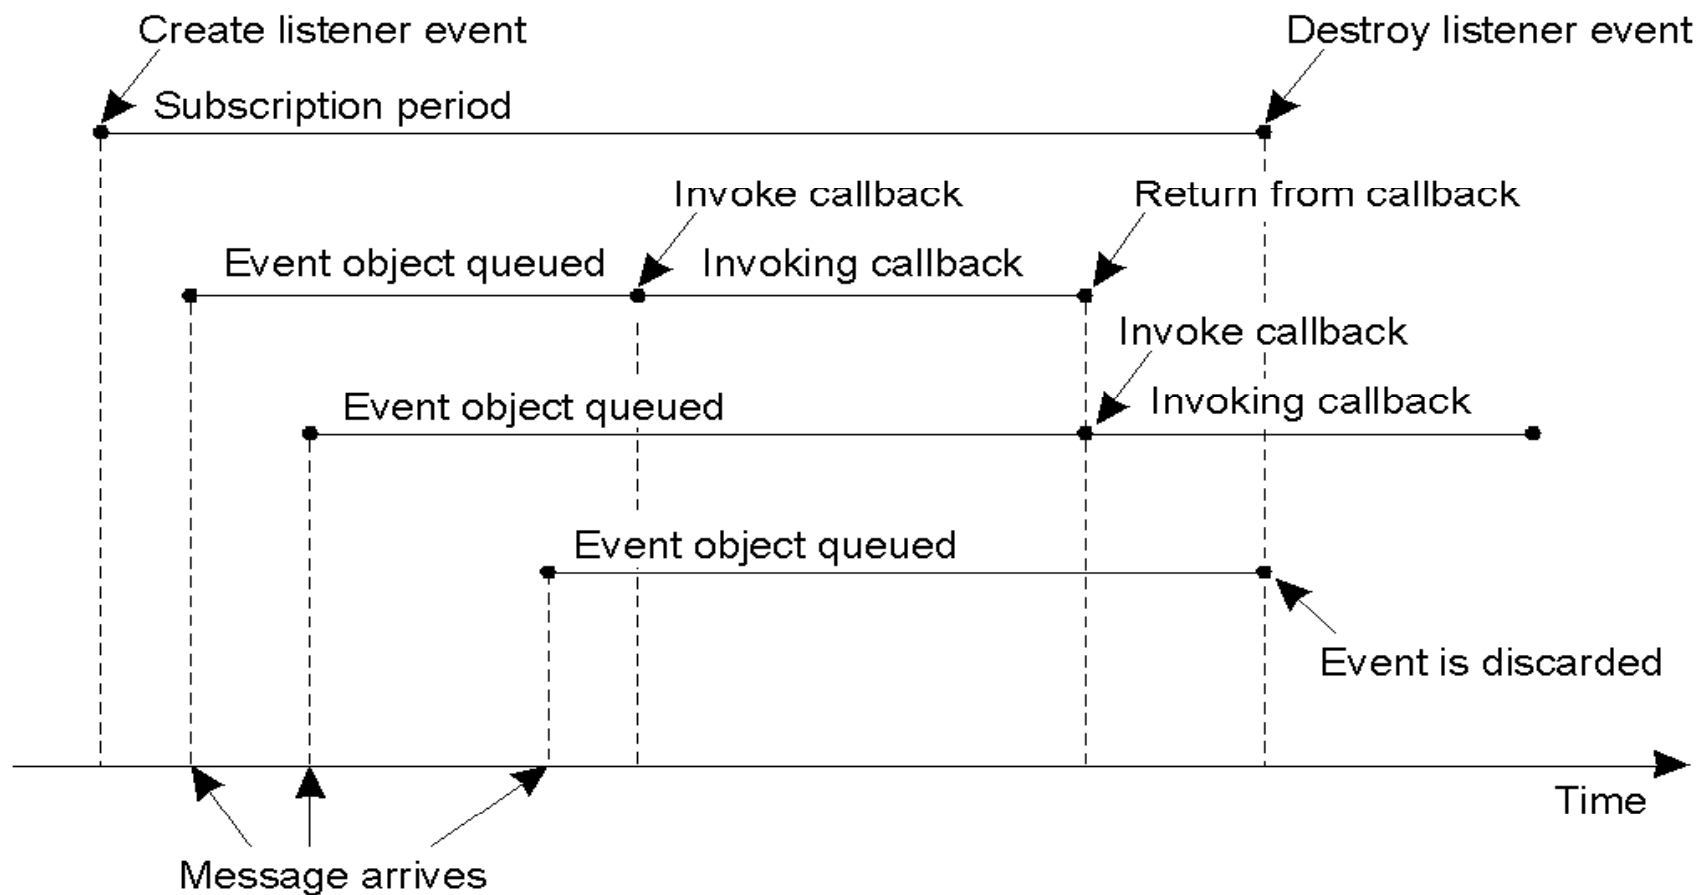 Create listener event
Destroy listener event
Subscription period
Invoke callback
Return from callback
Event object queued
Invoking callback
Invoke callback
Event object queued
Invoking callback
Event object queued
Event is discarded
Time
Message arrives